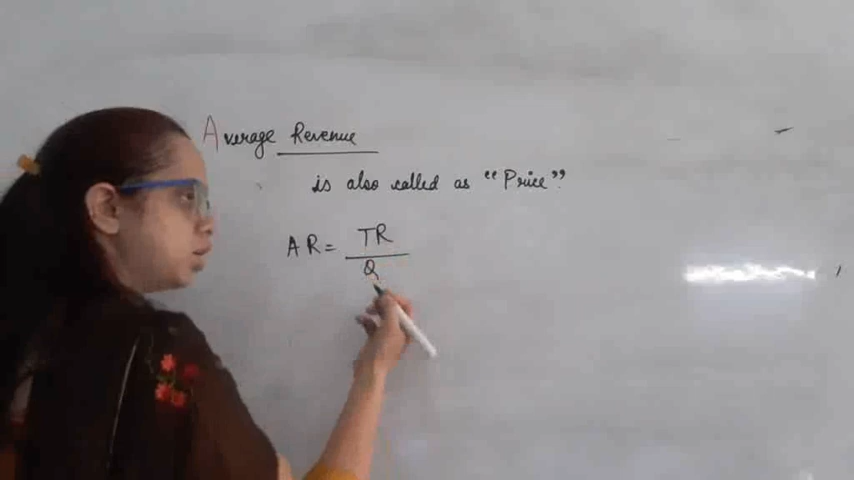 Average Revenue
is also called as "Price".
AR = TR
Q